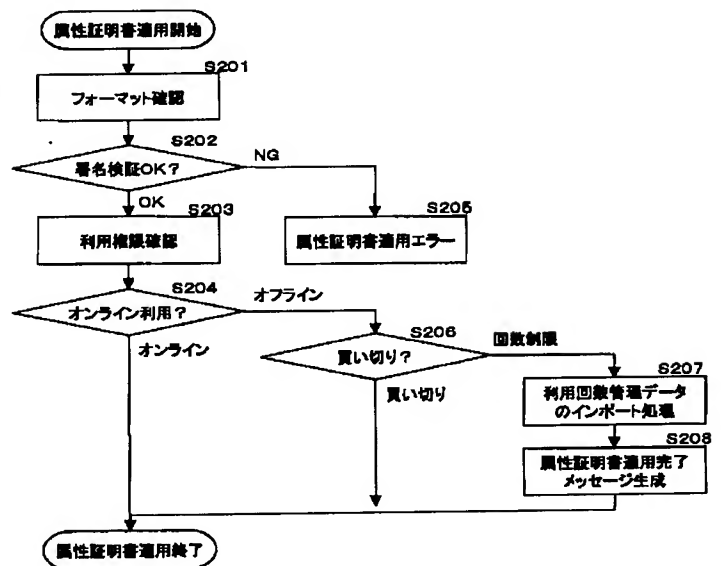 属性証明書適用開始
S201
フォーマット確認
S202
署名検証OK?
NG
OK
S203
利用権限確認
S205
属性証明書適用エラー
S204
オンライン利用?
オフライン
オンライン
S206
買い切り?
回数制限
買い切り
S207
利用回数管理データ
のインポート処理
S208
属性証明書適用完了
メッセージ生成
属性証明書適用終了